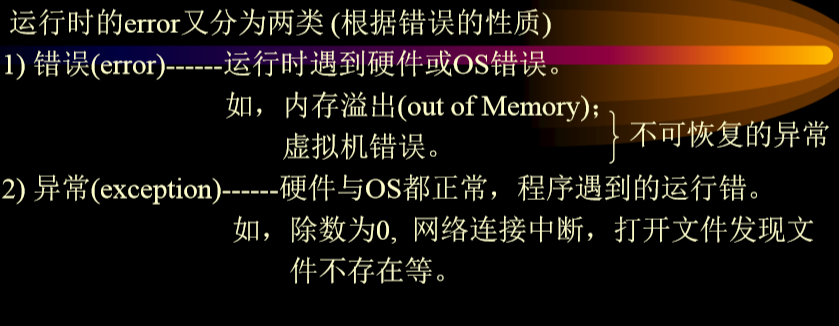 运行时的error又分为两类 (根据错误的性质)
1) 错误(error)------运行时遇到硬件或OS错误。
如，内存溢出(out of Memory)；
虚拟机错误。
不可恢复的异常
2) 异常(exception)------硬件与OS都正常，程序遇到的运行错。
如，除数为0, 网络连接中断，打开文件发现文
件不存在等。